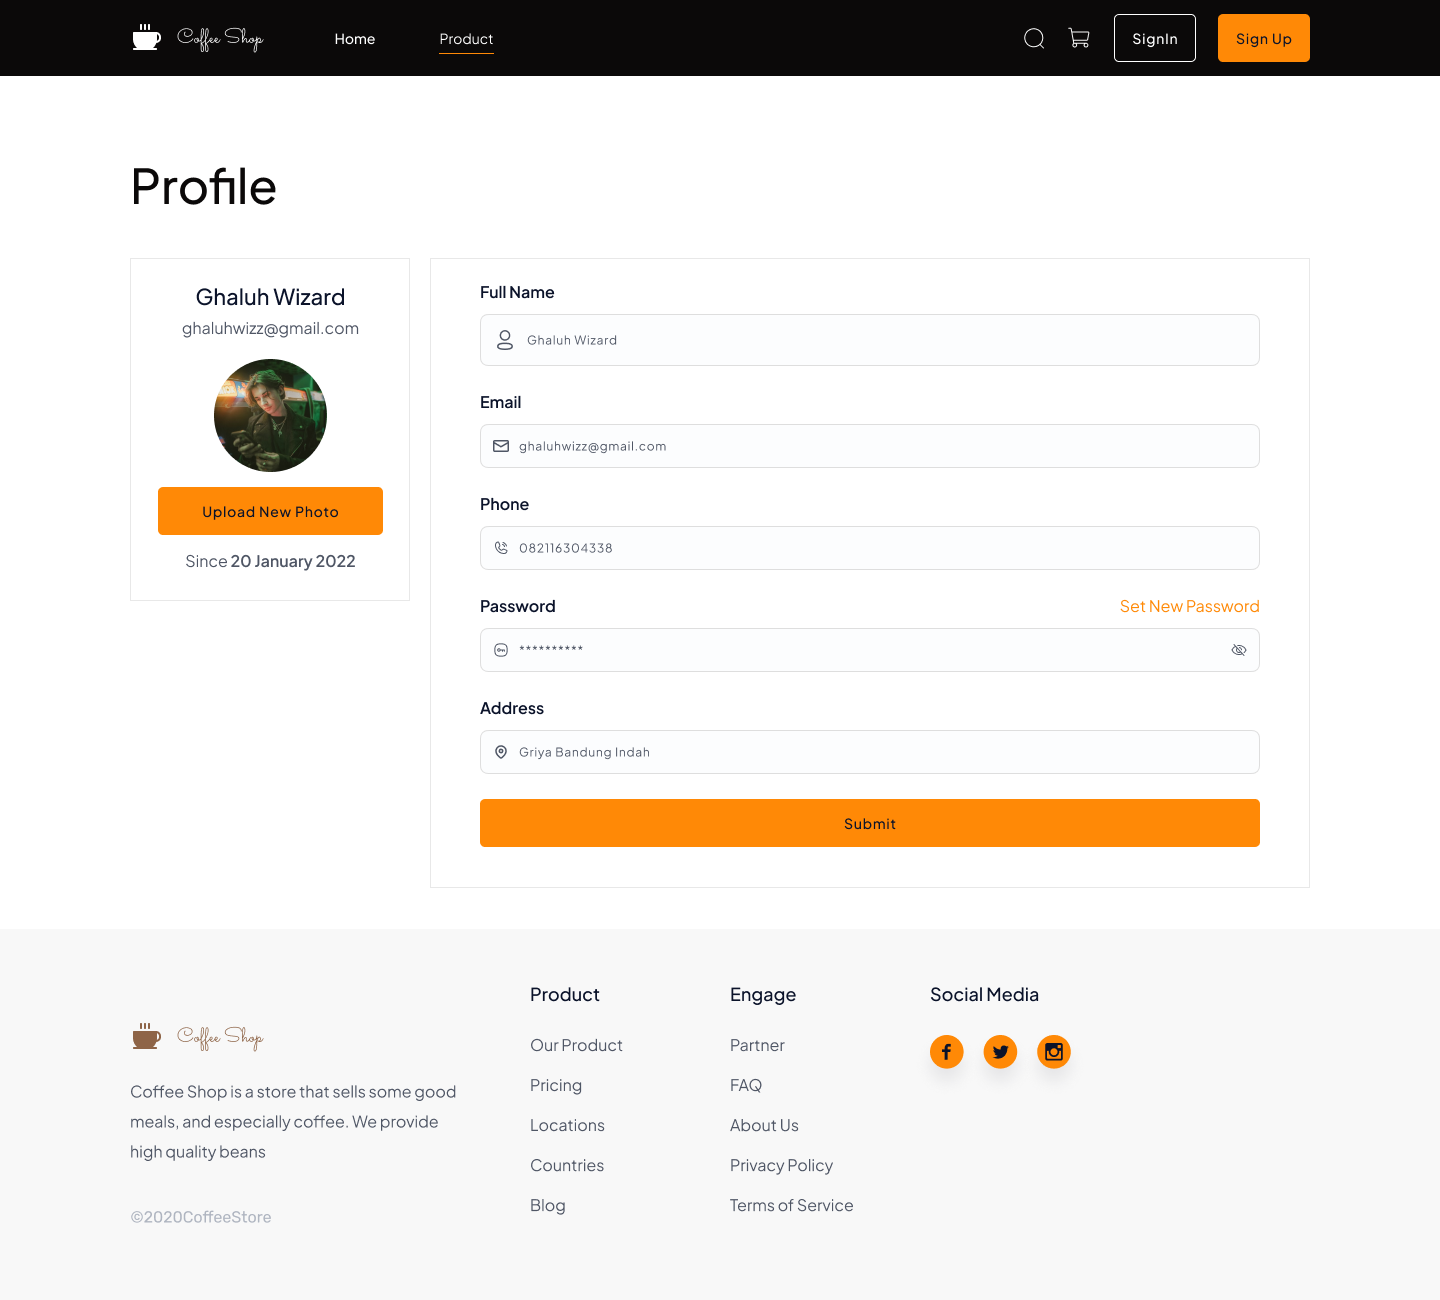 Coffee Shop
Home
Product
SignIn
Sign Up
Profile
Ghaluh Wizard
ghaluhwizz@gmail.com
Upload New Photo
Since 20 January 2022
Full Name
Ghaluh Wizard
Email
ghaluhwizz@gmail.com
Phone
082116304338
Password
Set New Password
**********
Address
Griya Bandung Indah
Submit
Coffee Shop
Coffee Shop is a store that sells some good
meals, and especially coffee. We provide
high quality beans
©2020CoffeeStore
Product
Our Product
Pricing
Locations
Countries
Blog
Engage
Partner
FAQ
About Us
Privacy Policy
Terms of Service
Social Media